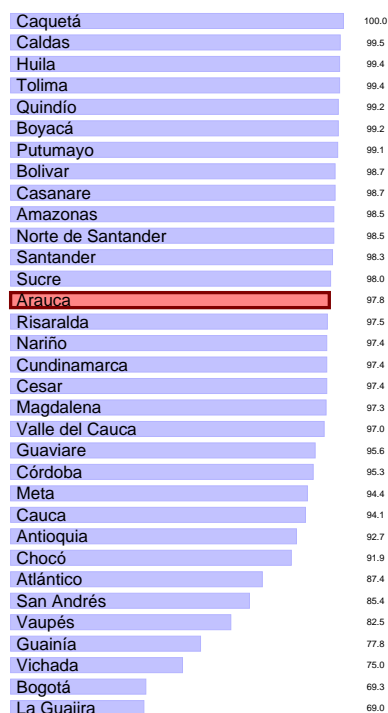 Caquetá 100.0
Caldas 99.5
Huila 99.4
Tolima 99.4
Quindío 99.2
Boyacá 99.2
Putumayo 99.1
Bolivar 98.7
Casanare 98.7
Amazonas 98.5
Norte de Santander 98.5
Santander 98.3
Sucre 98.0
Arauca 97.8
Risaralda 97.5
Nariño 97.4
Cundinamarca 97.4
Cesar 97.4
Magdalena 97.3
Valle del Cauca 97.0
Guaviare 95.6
Córdoba 95.3
Meta 94.4
Cauca 94.1
Antioquia 92.7
Chocó 91.9
Atlántico 87.4
San Andrés 85.4
Vaupés 82.5
Guainía 77.8
Vichada 75.0
Bogotá 69.3
La Guajira 69.0